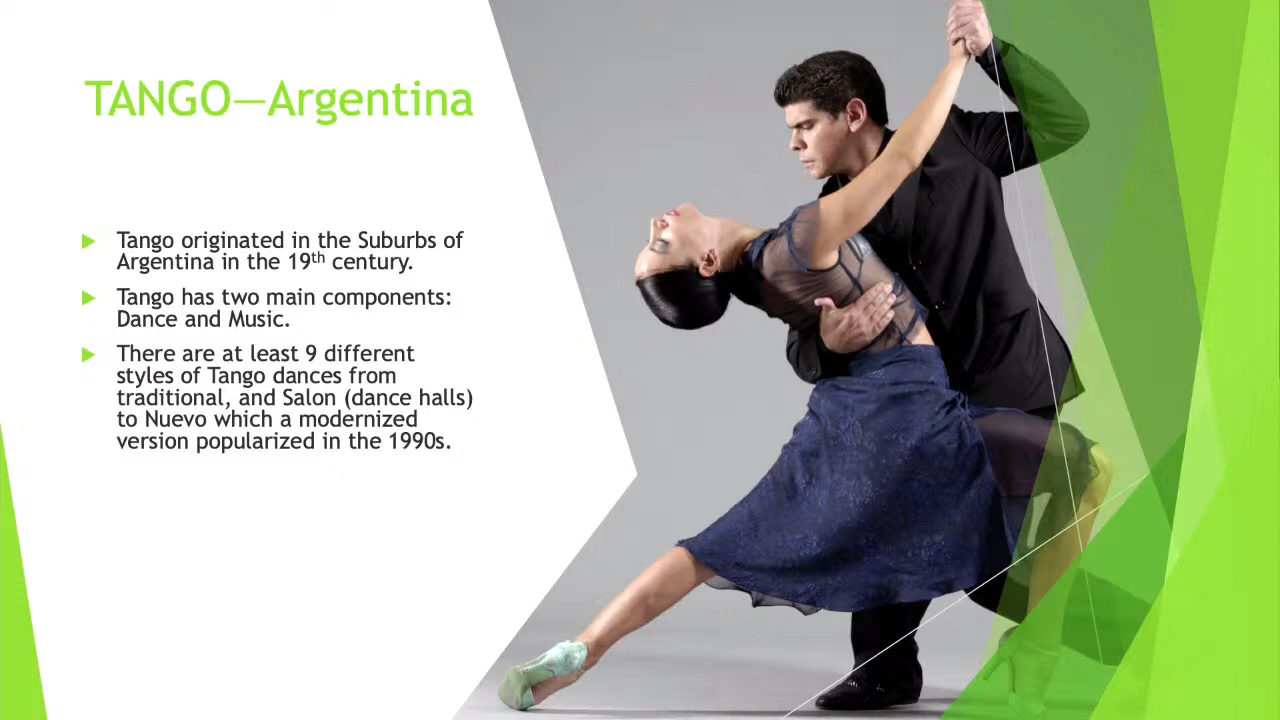 TANGO—Argentina
Tango originated in the Suburbs of
Argentina in the 19th century.
Tango has two main components:
Dance and Music.
There are at least 9 different
styles of Tango dances from
traditional, and Salon (dance halls)
to Nuevo which a modernized
version popularized in the 1990s.